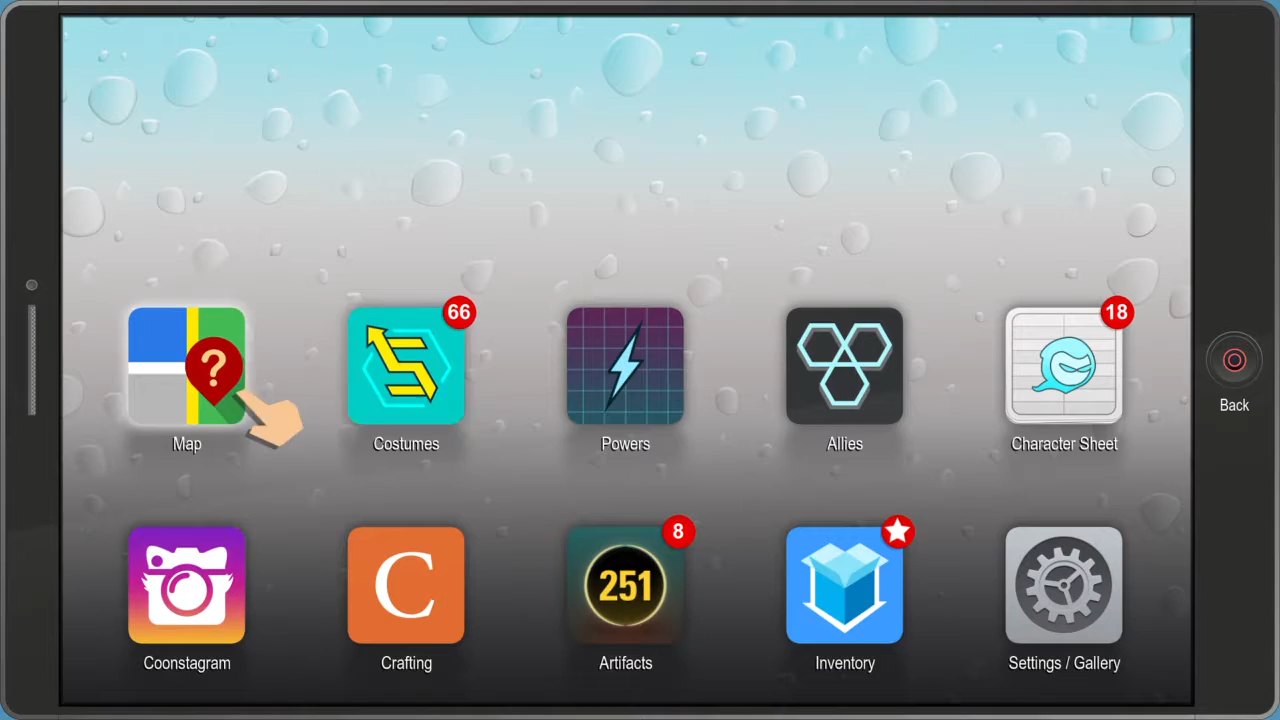 66
18
?
Map
Costumes
Powers
Allies
Character Sheet
Back
8
C
251
Coonstagram
Crafting
Artifacts
Inventory
Settings / Gallery